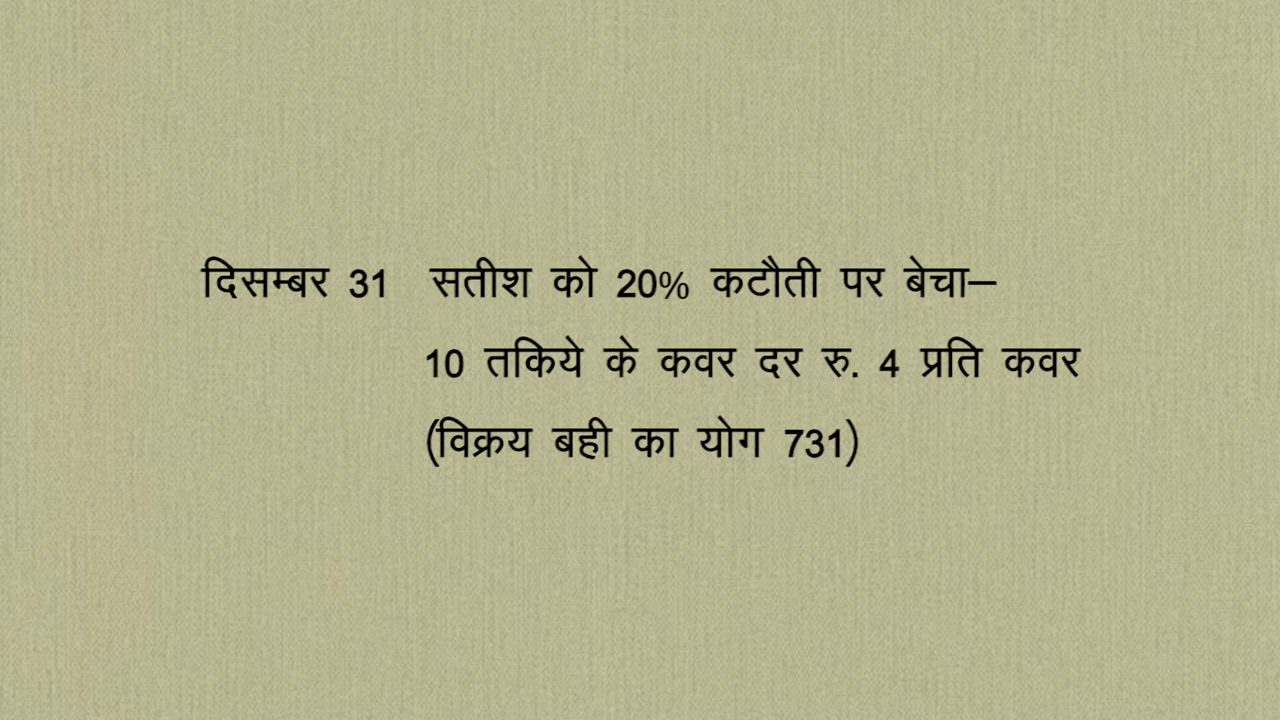 दिसम्बर 31 सतीश को 20% कटौती पर बेचा—
10 तकिये के कवर दर रु. 4 प्रति कवर
(विक्रय बही का योग 731)